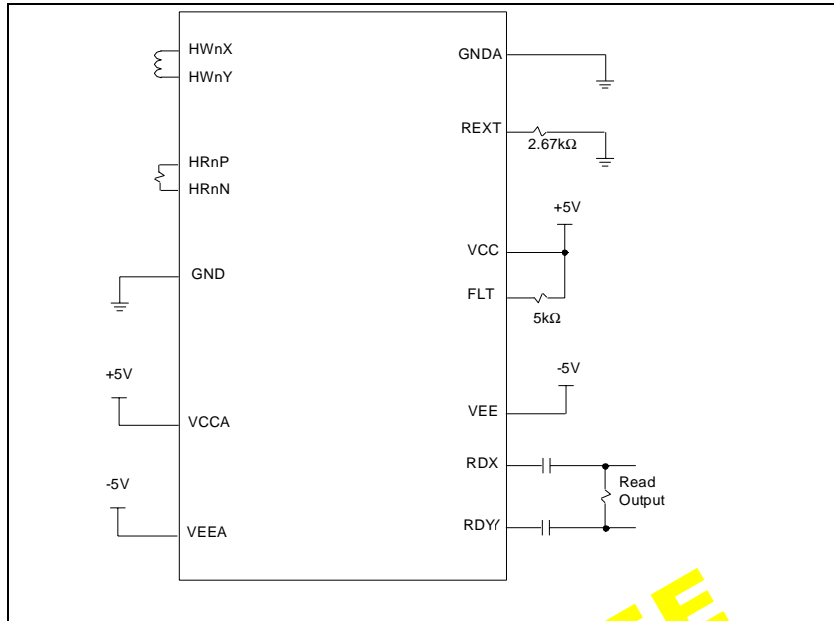 HWnX
HWnY
HRnP
HRnN
GND
+5V
VCCA
-5V
VEEA
GNDA
REXT
2.67kΩ
+5V
VCC
FLT
5kΩ
-5V
VEE
RDX
Read
Output
RDY